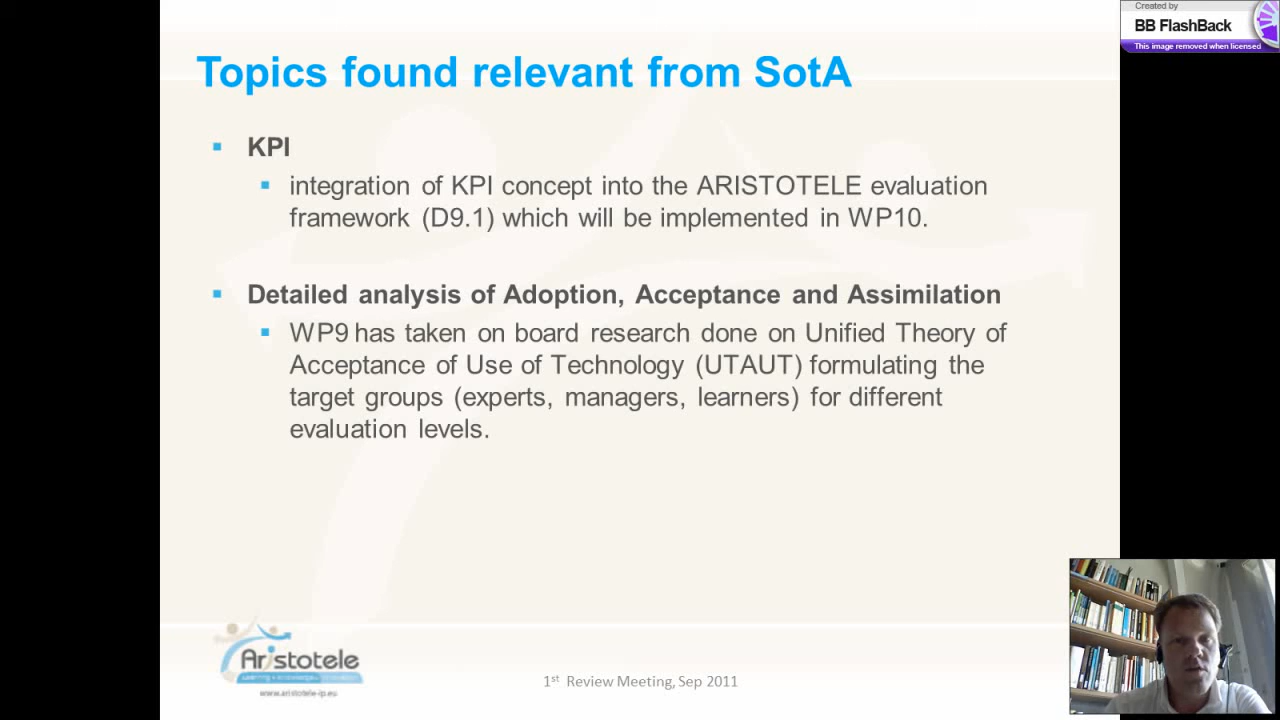 Created by
BB FlashBack
This image removed when licensed
Topics found relevant from SotA
KPI
integration of KPI concept into the ARISTOTELE evaluation
framework (D9.1) which will be implemented in WP10.
Detailed analysis of Adoption, Acceptance and Assimilation
WP9 has taken on board research done on Unified Theory of
Acceptance of Use of Technology (UTAUT) formulating the
target groups (experts, managers, learners) for different
evaluation levels.
Aristotele
www.aristotele-ip.eu
1st Review Meeting, Sep 2011